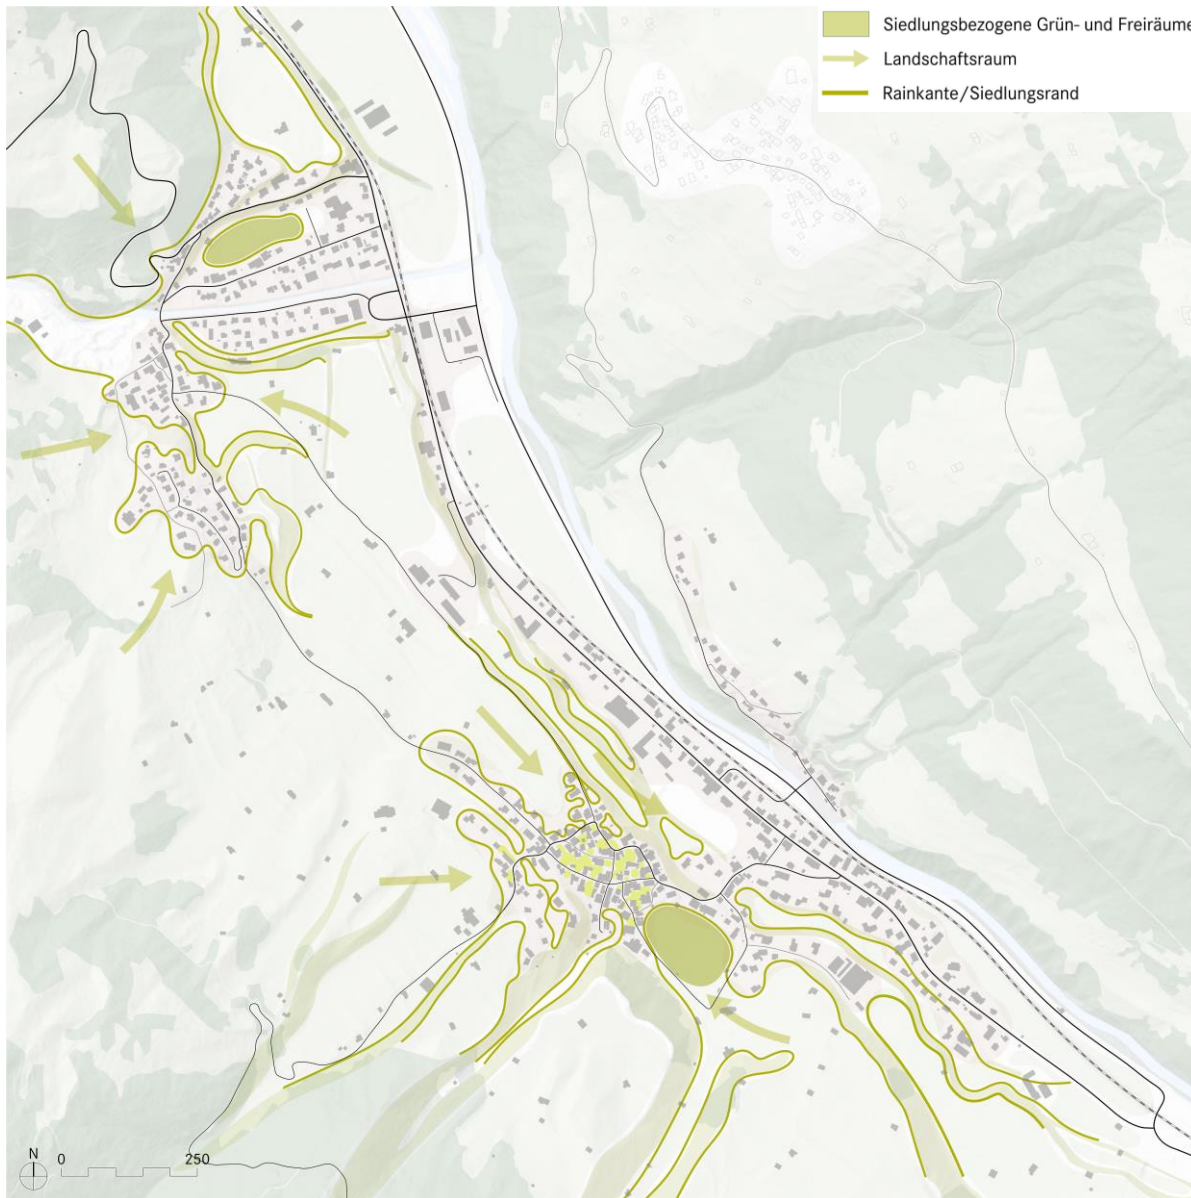 Siedlungsbezogene Grün- und Freiräume
Landschaftsraum
Rainkante/Siedlungsrand
N
0 250